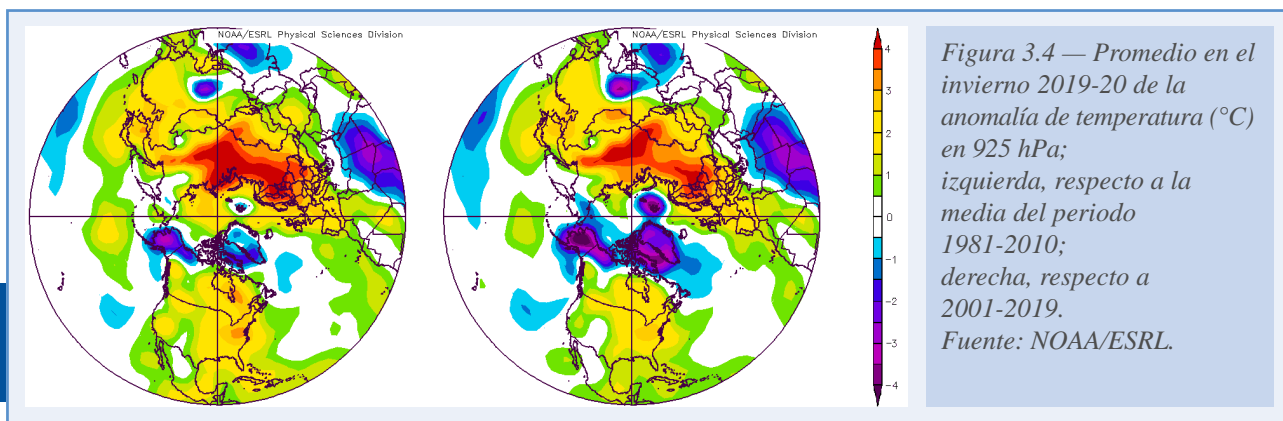 NOAA/ESRL Physical Sciences Division
NOAA/ESRL Physical Sciences Division
4
3
2
1
0
-1
-2
-3
-4
Figura 3.4 — Promedio en el
invierno 2019-20 de la
anomalía de temperatura (°C)
en 925 hPa;
izquierda, respecto a la
media del periodo
1981-2010;
derecha, respecto a
2001-2019.
Fuente: NOAA/ESRL.